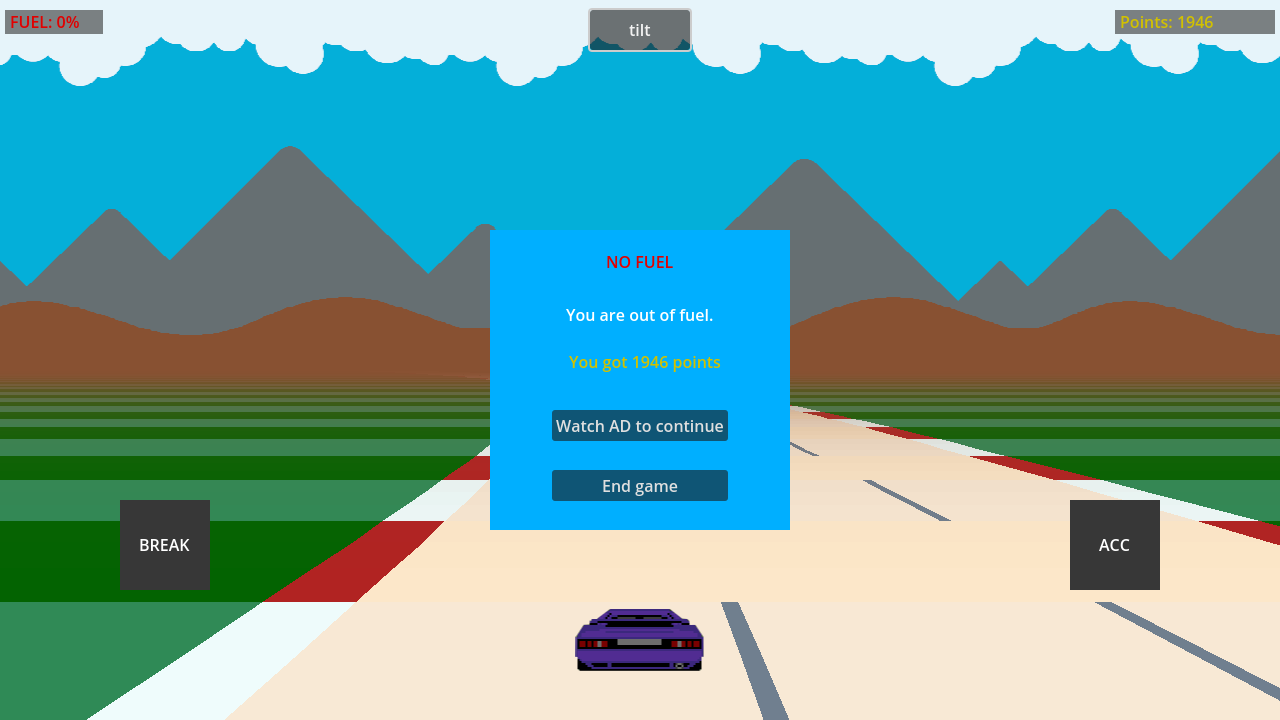 FUEL: 0%
tilt
Points: 1946
NO FUEL
You are out of fuel.
You got 1946 points
Watch AD to continue
End game
BREAK
ACC